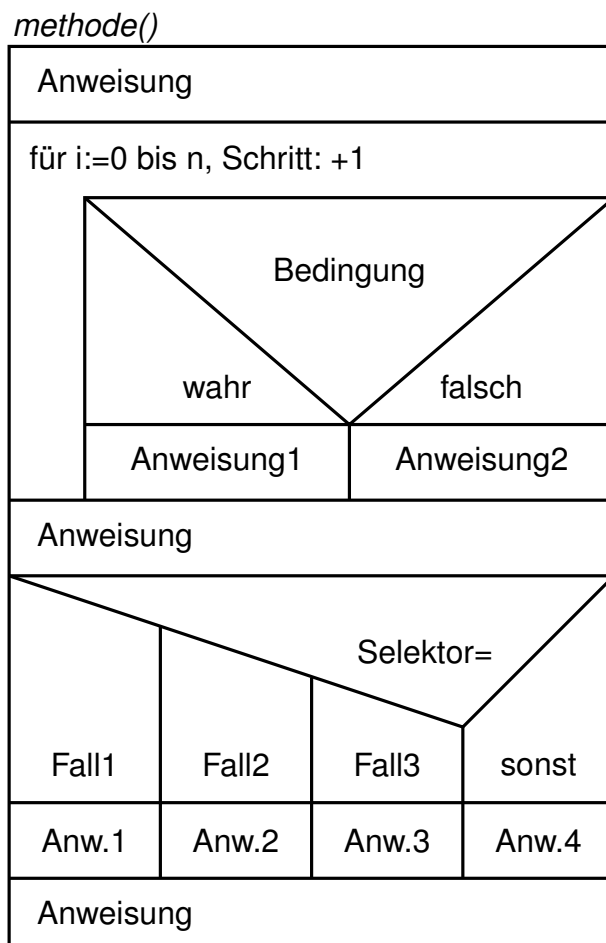 methode()
Anweisung
für i:=0 bis n, Schritt: +1
Bedingung
wahr falsch
Anweisung1 Anweisung2
Anweisung
Selektor=
Fall1 Fall2 Fall3 sonst
Anw.1 Anw.2 Anw.3 Anw.4
Anweisung